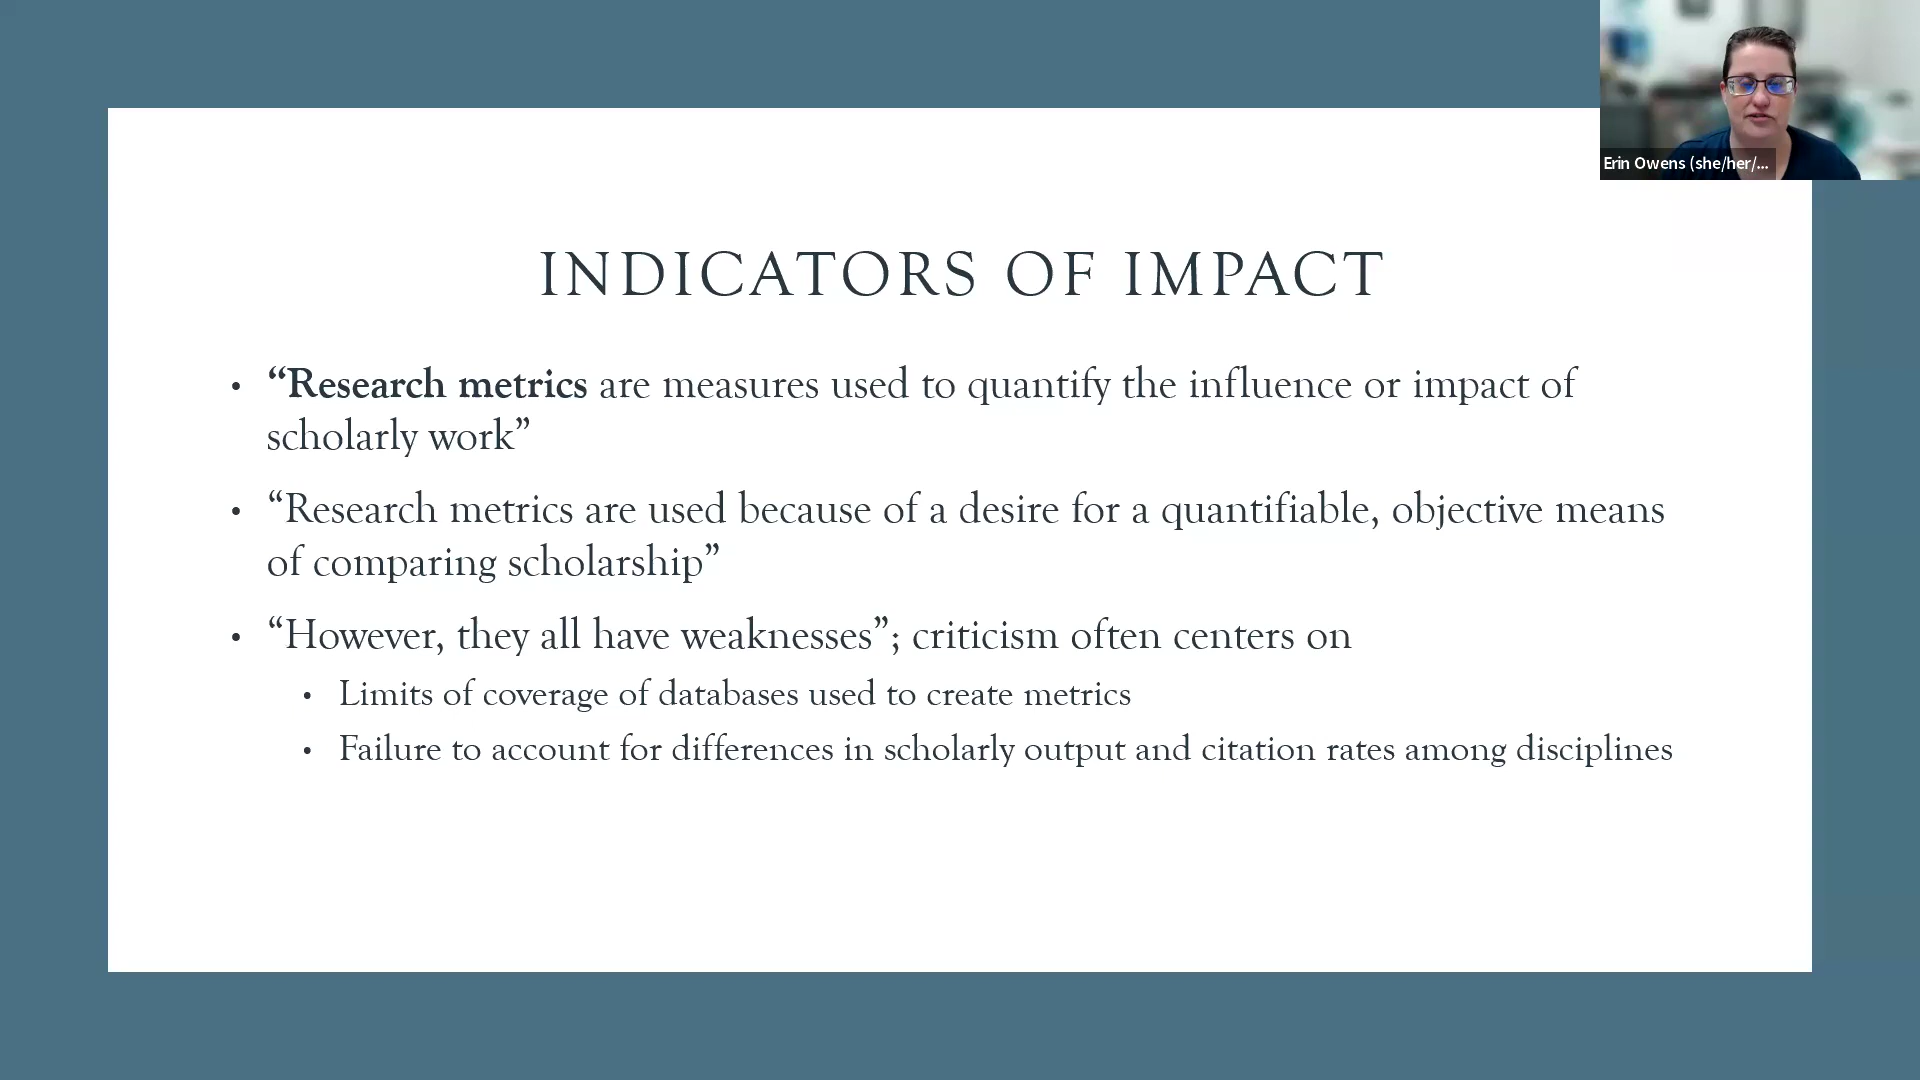 Erin Owens (she/her/...
INDICATORS OF IMPACT
• “Research metrics are measures used to quantify the influence or impact of
scholarly work”
• “Research metrics are used because of a desire for a quantifiable, objective means
of comparing scholarship”
• “However, they all have weaknesses”; criticism often centers on
• Limits of coverage of databases used to create metrics
• Failure to account for differences in scholarly output and citation rates among disciplines